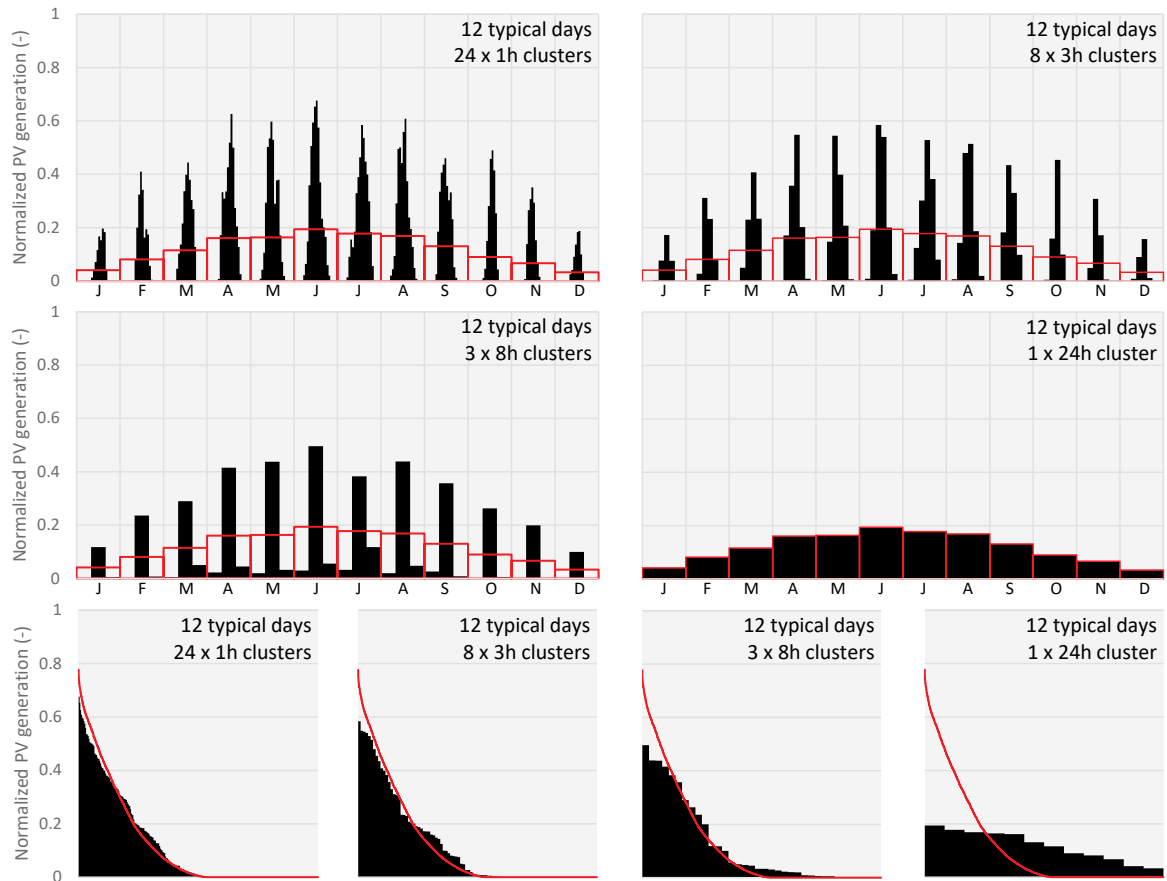 1
0.8
0.6
0.4
0.2
0
Normalized PV generation (-)
12 typical days
24 x 1h clusters
J F M A M J J A S O N D
12 typical days
8 x 3h clusters
J F M A M J J A S O N D
1
0.8
0.6
0.4
0.2
0
Normalized PV generation (-)
12 typical days
3 x 8h clusters
J F M A M J J A S O N D
12 typical days
1 x 24h cluster
J F M A M J J A S O N D
1
0.8
0.6
0.4
0.2
0
Normalized PV generation (-)
12 typical days
24 x 1h clusters
12 typical days
8 x 3h clusters
12 typical days
3 x 8h clusters
12 typical days
1 x 24h cluster